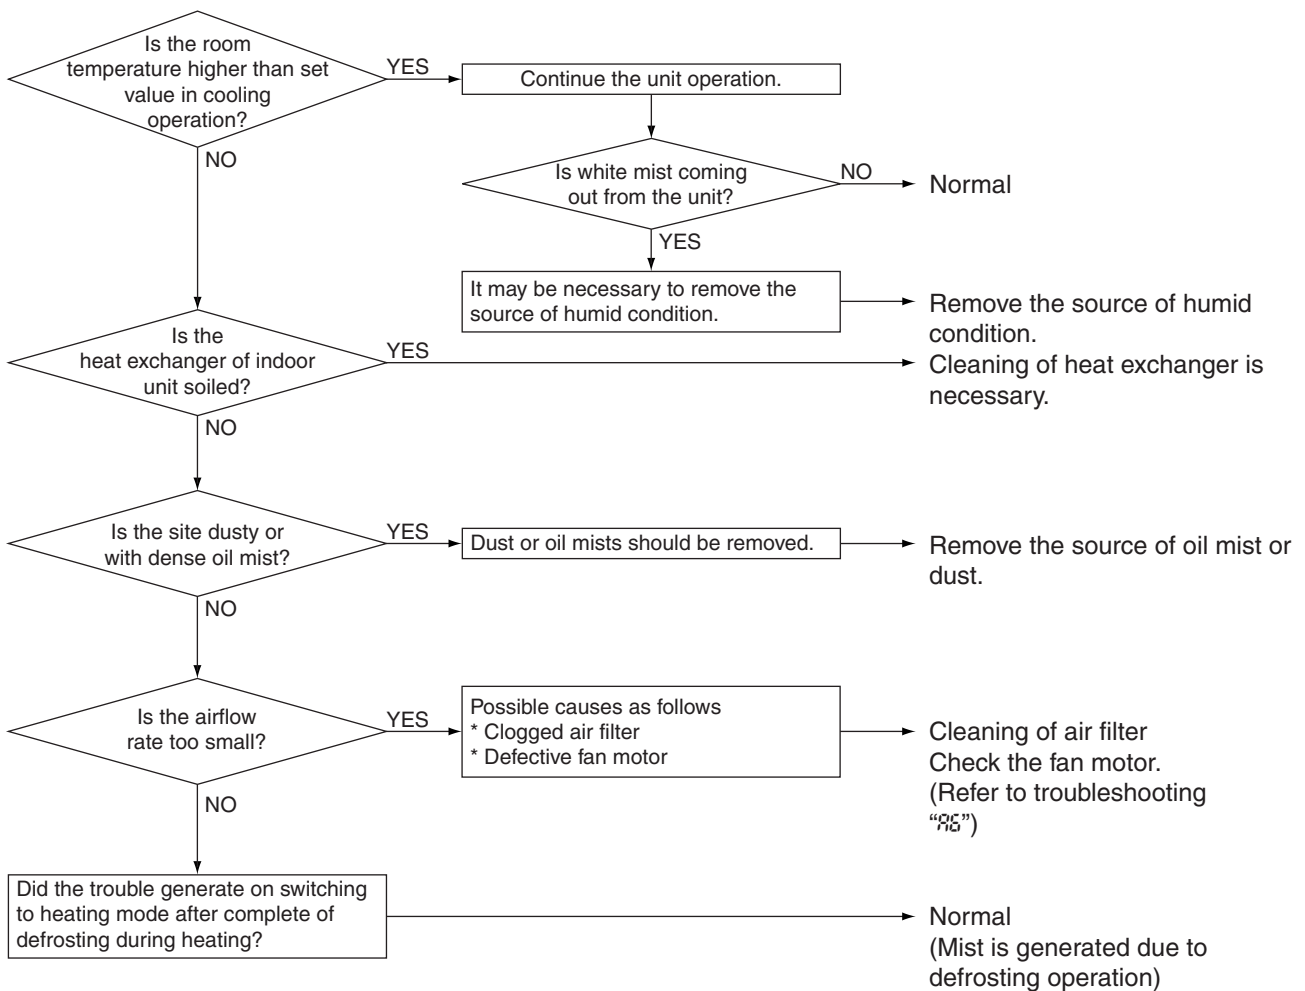 Is the room
temperature higher than set
value in cooling
operation?
YES
Continue the unit operation.
NO
Is white mist coming
out from the unit?
NO
Normal
YES
It may be necessary to remove the
source of humid condition.
Remove the source of humid
condition.
Is the
heat exchanger of indoor
unit soiled?
YES
Cleaning of heat exchanger is
necessary.
NO
Is the site dusty or
with dense oil mist?
YES
Dust or oil mists should be removed.
Remove the source of oil mist or
dust.
NO
Is the airflow
rate too small?
YES
Possible causes as follows
* Clogged air filter
* Defective fan motor
Cleaning of air filter
Check the fan motor.
(Refer to troubleshooting
“A6”)
NO
Did the trouble generate on switching
to heating mode after complete of
defrosting during heating?
Normal
(Mist is generated due to
defrosting operation)